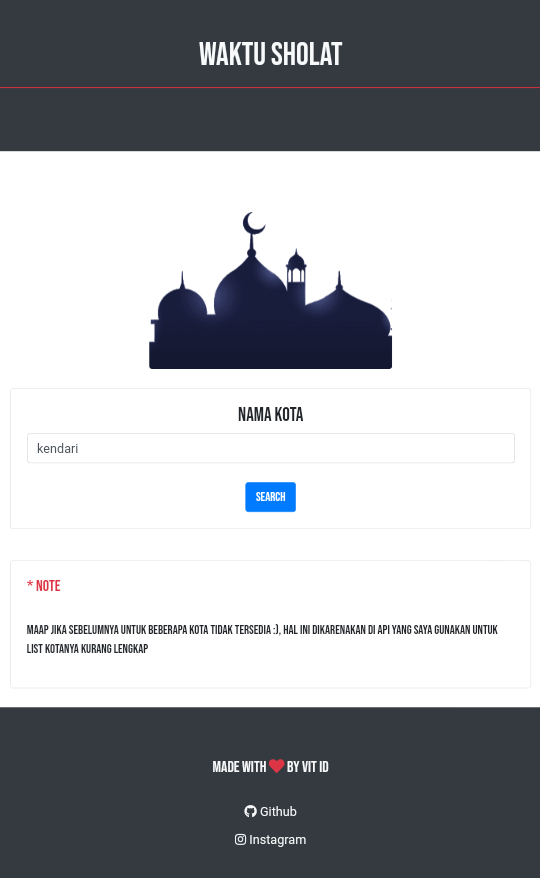 WAKTU SHOLAT
NAMA KOTA
kendari
SEARCH
* NOTE
MAAP JIKA SEBELUMNYA UNTUK BEBERAPA KOTA TIDAK TERSEDIA :), HAL INI DIKARENAKAN DI API YANG SAYA GUNAKAN UNTUK
LIST KOTANYA KURANG LENGKAP
MADE WITH ❤ BY VIT ID
Github
Instagram